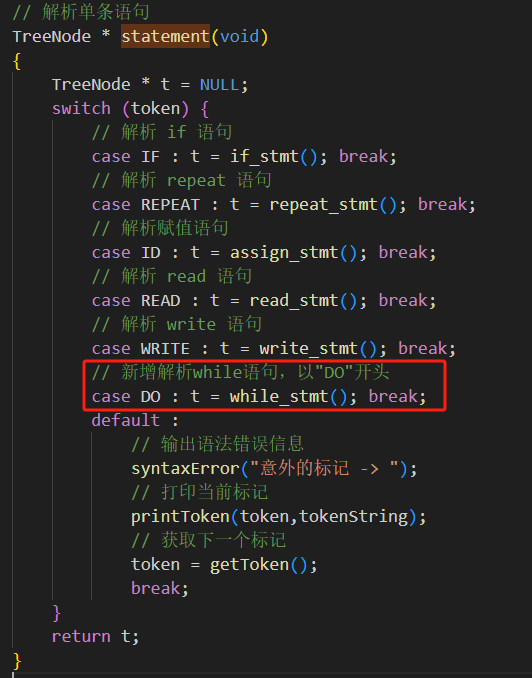 // 解析单条语句
TreeNode * statement(void)
{
    TreeNode * t = NULL;
    switch (token) {
        // 解析 if 语句
        case IF : t = if_stmt(); break;
        // 解析 repeat 语句
        case REPEAT : t = repeat_stmt(); break;
        // 解析赋值语句
        case ID : t = assign_stmt(); break;
        // 解析 read 语句
        case READ : t = read_stmt(); break;
        // 解析 write 语句
        case WRITE : t = write_stmt(); break;
        // 新增解析while语句，以"DO"开头
        case DO : t = while_stmt(); break;
        default :
            // 输出语法错误信息
            syntaxError("意外的标记 -> ");
            // 打印当前标记
            printToken(token,tokenString);
            // 获取下一个标记
            token = getToken();
            break;
    }
    return t;
}